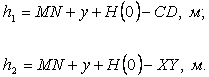 h₁ = MN + y + H(0) − CD, м;
h₂ = MN + y + H(0) − XY, м.